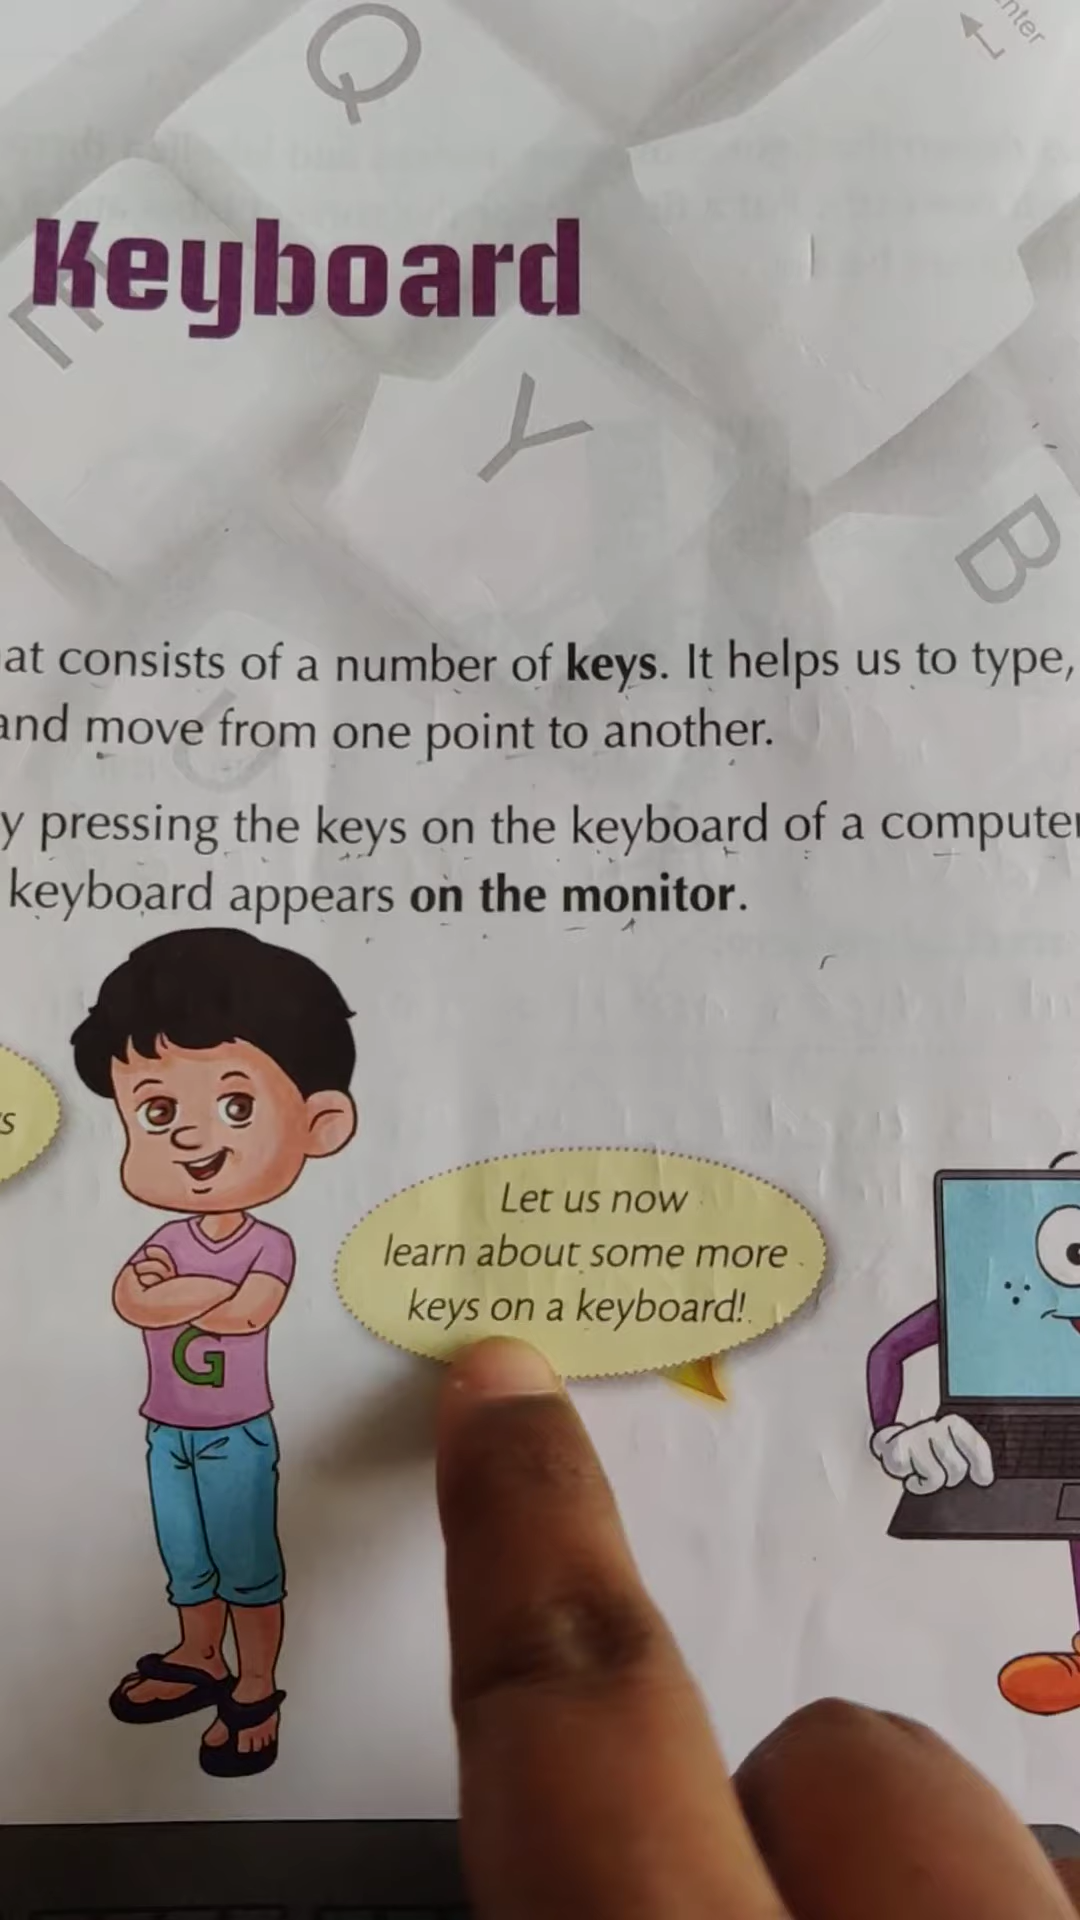 Q
Enter
Keyboard
E
Y
B
at consists of a number of keys. It helps us to type,
and move from one point to another.
y pressing the keys on the keyboard of a computer
keyboard appears on the monitor.
s
Let us now
learn about some more
keys on a keyboard!
G